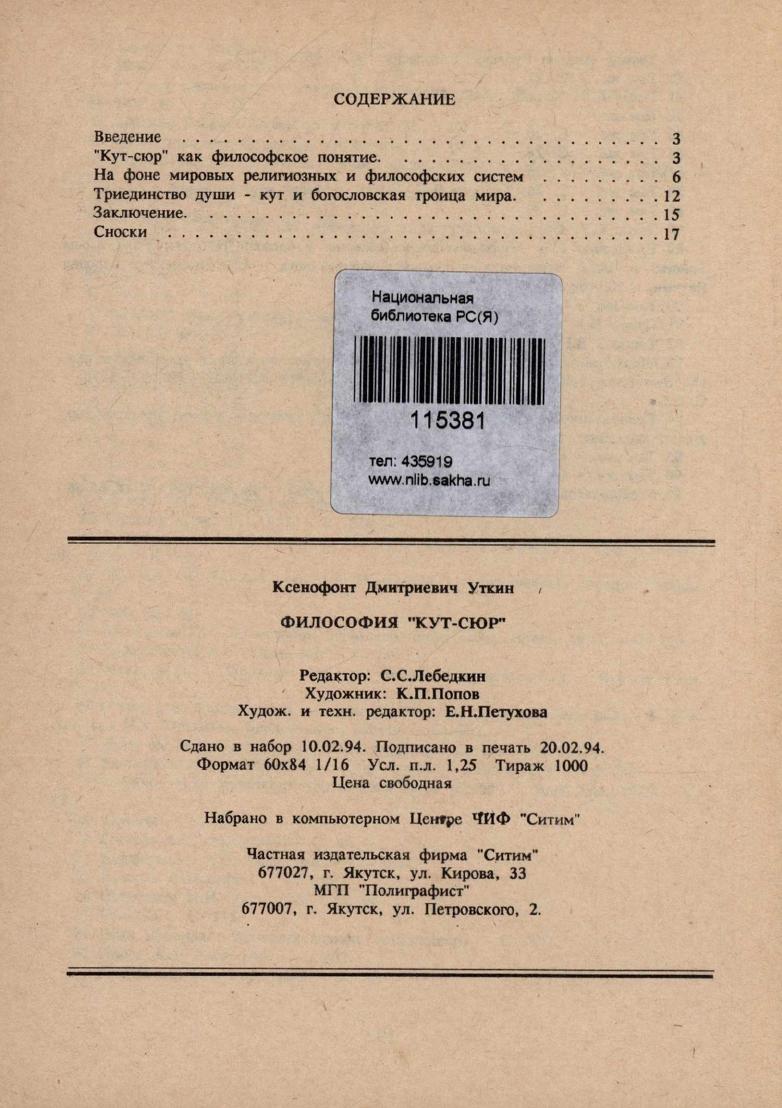 СОДЕРЖАНИЕ
Введение . . . . . . . . . . . . . . . . . . . . . . . . . . . . . . . . . . 3
"Кут-сюр" как философское понятие. . . . . . . . . . . . . . . . . . . . 3
На фоне мировых религиозных и философских систем . . . . . . . . . 6
Триединство души - кут и богословская троица мира. . . . . . . . . . 12
Заключение. . . . . . . . . . . . . . . . . . . . . . . . . . . . . . . . . 15
Сноски . . . . . . . . . . . . . . . . . . . . . . . . . . . . . . . . . . . 17
Национальная
библиотека РС(Я)
115381
тел: 435919
www.nlib.sakha.ru
Ксенофонт Дмитриевич Уткин
ФИЛОСОФИЯ "КУТ-СЮР"
Редактор: С.С.Лебедкин
Художник: К.П.Попов
Худож. и техн. редактор: Е.Н.Петухова
Сдано в набор 10.02.94. Подписано в печать 20.02.94.
Формат 60x84 1/16 Усл. п.л. 1,25 Тираж 1000
Цена свободная
Набрано в компьютерном Центре ЧИФ "Ситим"
Частная издательская фирма "Ситим"
677027, г. Якутск, ул. Кирова, 33
МГП "Полиграфист"
677007, г. Якутск, ул. Петровского, 2.